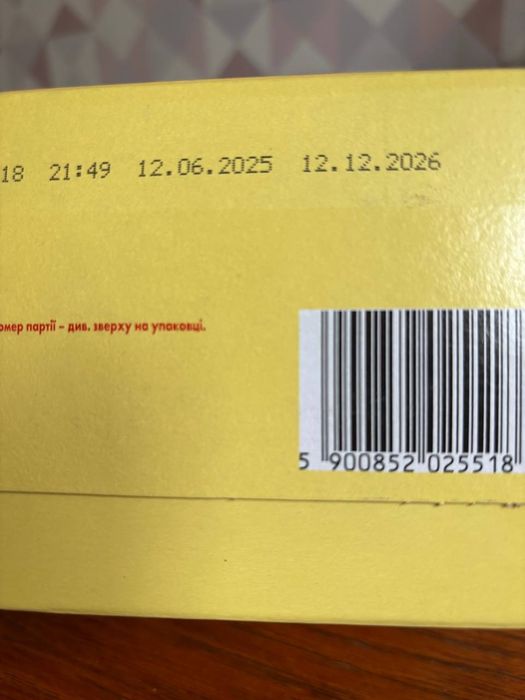 18 21:49 12.06.2025 12.12.2026
омер партії – див. зверху на упаковці.
5 900852 025518